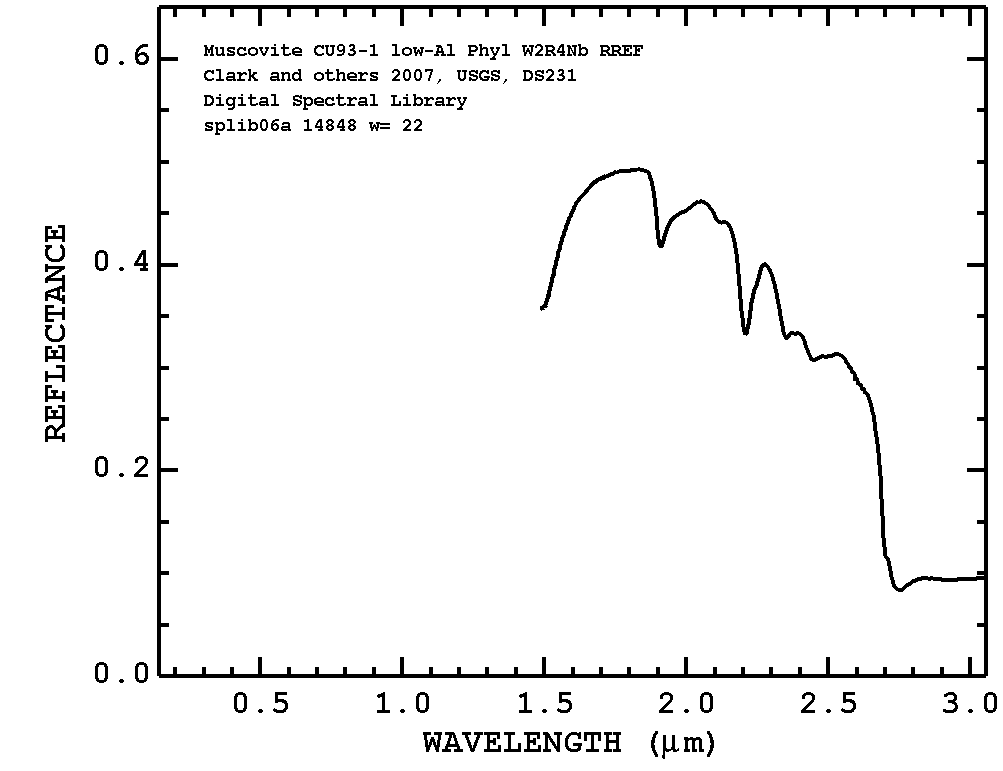 Muscovite CU93-1 low-Al Phyl W2R4Nb RREF
Clark and others 2007, USGS, DS231
Digital Spectral Library
splib06a 14848 w= 22
REFLECTANCE
0.6
0.4
0.2
0.0
0.5 1.0 1.5 2.0 2.5 3.0
WAVELENGTH (μm)